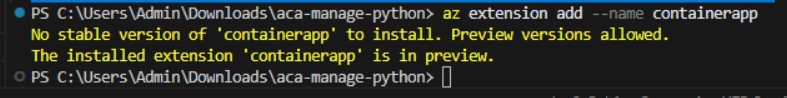 PS C:\Users\Admin\Downloads\aca-manage-python> az extension add --name containerapp
No stable version of 'containerapp' to install. Preview versions allowed.
The installed extension 'containerapp' is in preview.
PS C:\Users\Admin\Downloads\aca-manage-python>